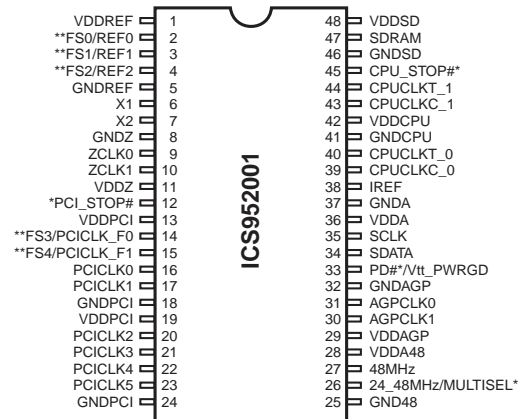 VDDREF 1 48 VDDSD
**FS0/REF0 2 47 SDRAM
**FS1/REF1 3 46 GNDSD
**FS2/REF2 4 45 CPU_STOP#*
GNDREF 5 44 CPUCLKT_1
X1 6 43 CPUCLKC_1
X2 7 42 VDDCPU
GNDZ 8 41 GNDCPU
ZCLK0 9 40 CPUCLKT_0
ZCLK1 10 39 CPUCLKC_0
VDDZ 11 38 IREF
*PCI_STOP# 12 37 GNDA
VDDPCI 13 36 VDDA
**FS3/PCICLK_F0 14 35 SCLK
**FS4/PCICLK_F1 15 34 SDATA
PCICLK0 16 33 PD#*/Vtt_PWRGD
PCICLK1 17 32 GNDAGP
GNDPCI 18 31 AGPCLK0
VDDPCI 19 30 AGPCLK1
PCICLK2 20 29 VDDAGP
PCICLK3 21 28 VDDA48
PCICLK4 22 27 48MHz
PCICLK5 23 26 24_48MHz/MULTISEL*
GNDPCI 24 25 GND48
ICS952001